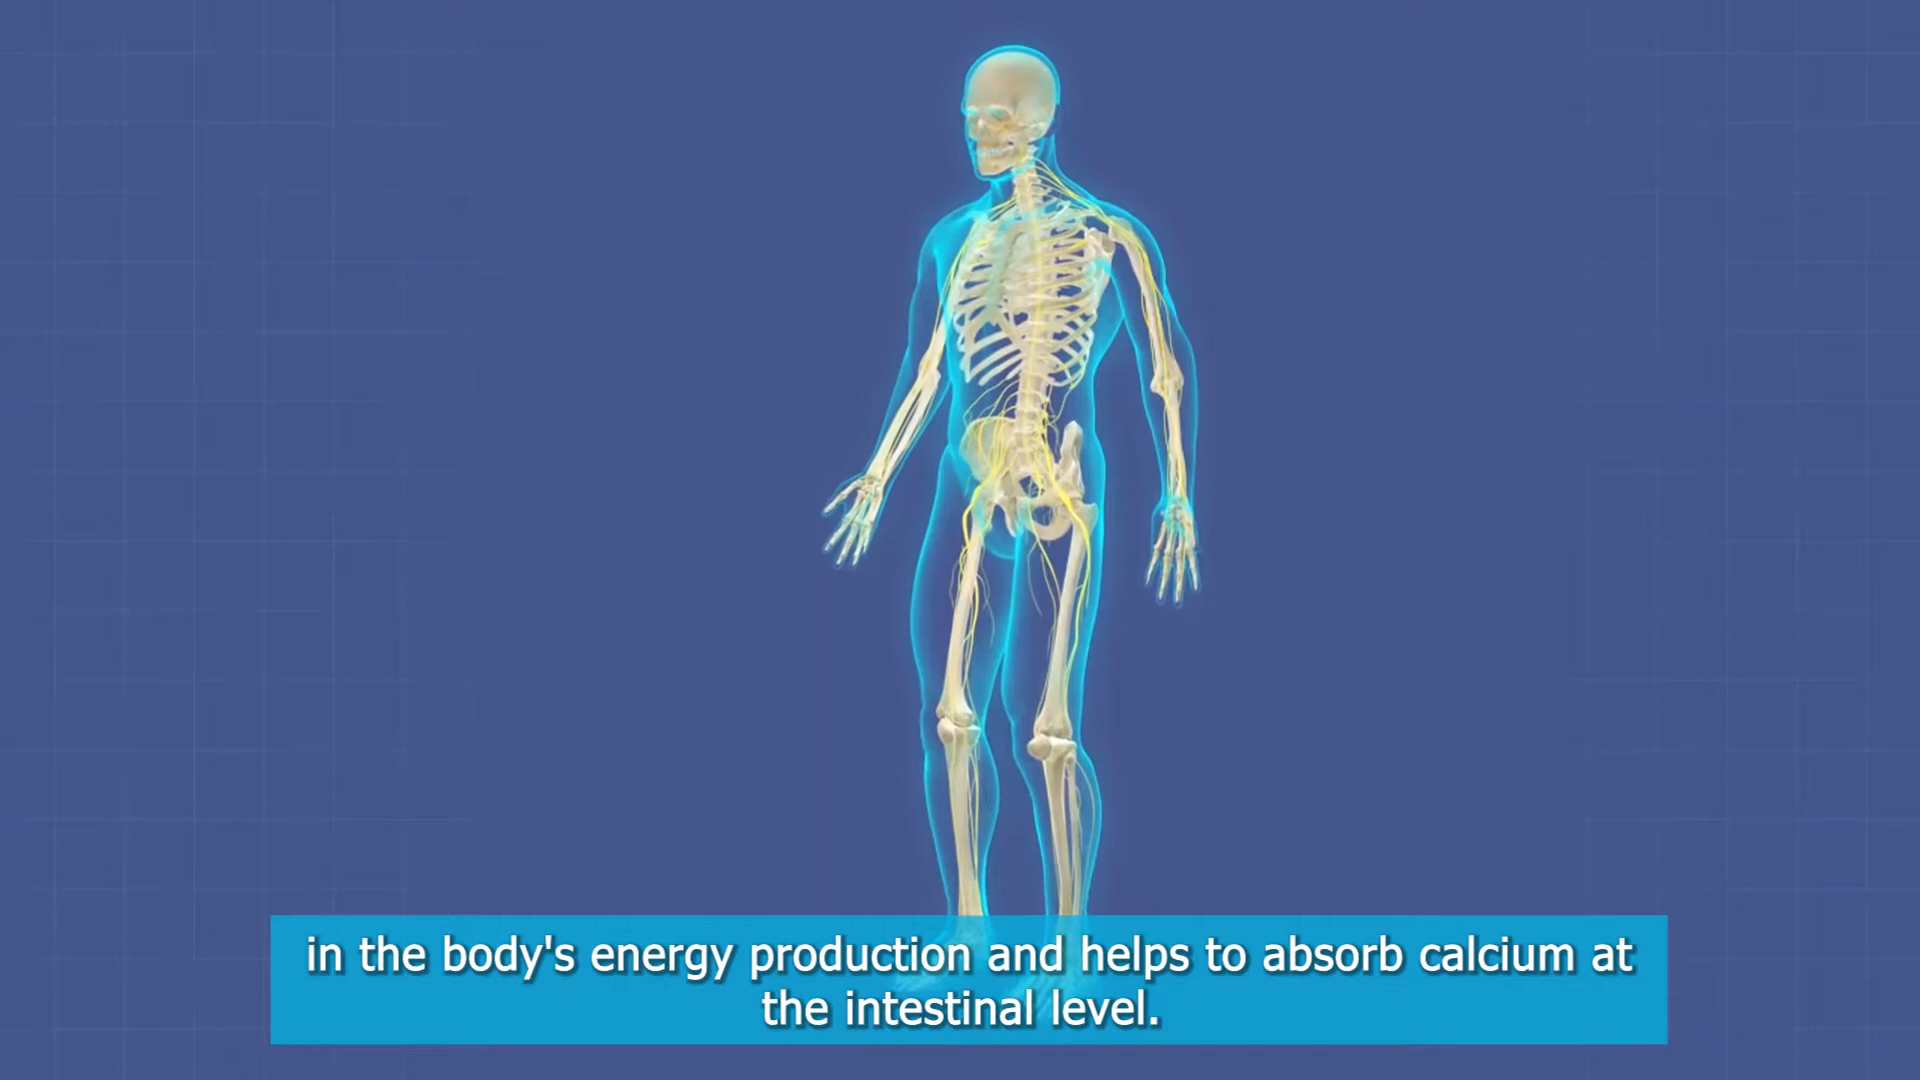 in the body's energy production and helps to absorb calcium at
the intestinal level.